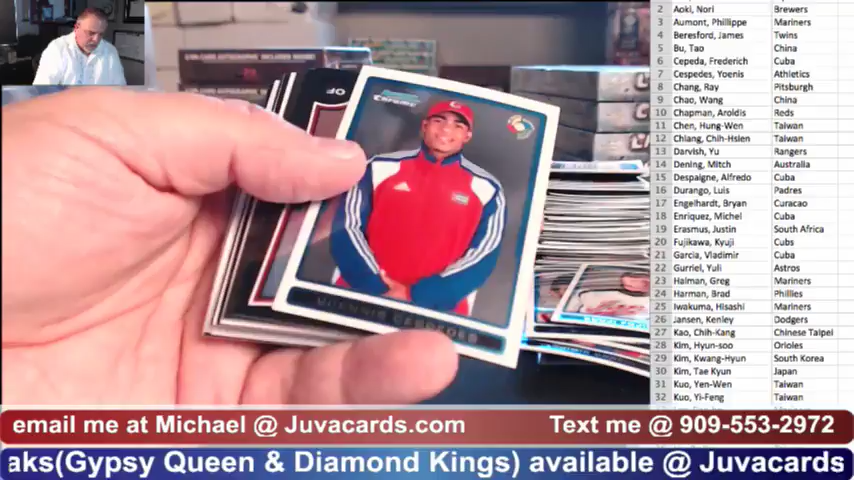 2 Aoki, Nori Brewers
3 Aumont, Phillippe Mariners
4 Beresford, James Twins
5 Bu, Tao China
6 Cepeda, Frederich Cuba
7 Cespedes, Yoenis Athletics
8 Chang, Ray Pitsburgh
9 Chao, Wang China
10 Chapman, Aroldis Reds
11 Chen, Hung-Wen Taiwan
12 Chiang, Chih-Hsien Taiwan
13 Darvish, Yu Rangers
14 Dening, Mitch Australia
15 Despaigne, Alfredo Cuba
16 Durango, Luis Padres
17 Engelhardt, Bryan Curacao
18 Enriquez, Michel Cuba
19 Erasmus, Justin South Africa
20 Fujikawa, Kyuji Cubs
21 Garcia, Vladimir Cuba
22 Gurriel, Yuli Astros
23 Halman, Greg Mariners
24 Harman, Brad Phillies
25 Iwakuma, Hisashi Mariners
26 Jansen, Kenley Dodgers
27 Kao, Chih-Kang Chinese Taipei
28 Kim, Hyun-soo Orioles
29 Kim, Kwang-Hyun South Korea
30 Kim, Tae Kyun Japan
31 Kuo, Yen-Wen Taiwan
32 Kuo, Yi-Feng Taiwan
CHROME
OP
email me at Michael @ Juvacards.com Text me @ 909-553-2972
aks(Gypsy Queen & Diamond Kings) available @ Juvacards